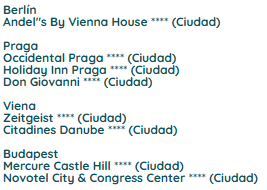 Berlín
Andel"s By Vienna House **** (Ciudad)
Praga
Occidental Praga **** (Ciudad)
Holiday Inn Praga **** (Ciudad)
Don Giovanni **** (Ciudad)
Viena
Zeitgeist **** (Ciudad)
Citadines Danube **** (Ciudad)
Budapest
Mercure Castle Hill **** (Ciudad)
Novotel City & Congress Center **** (Ciudad)